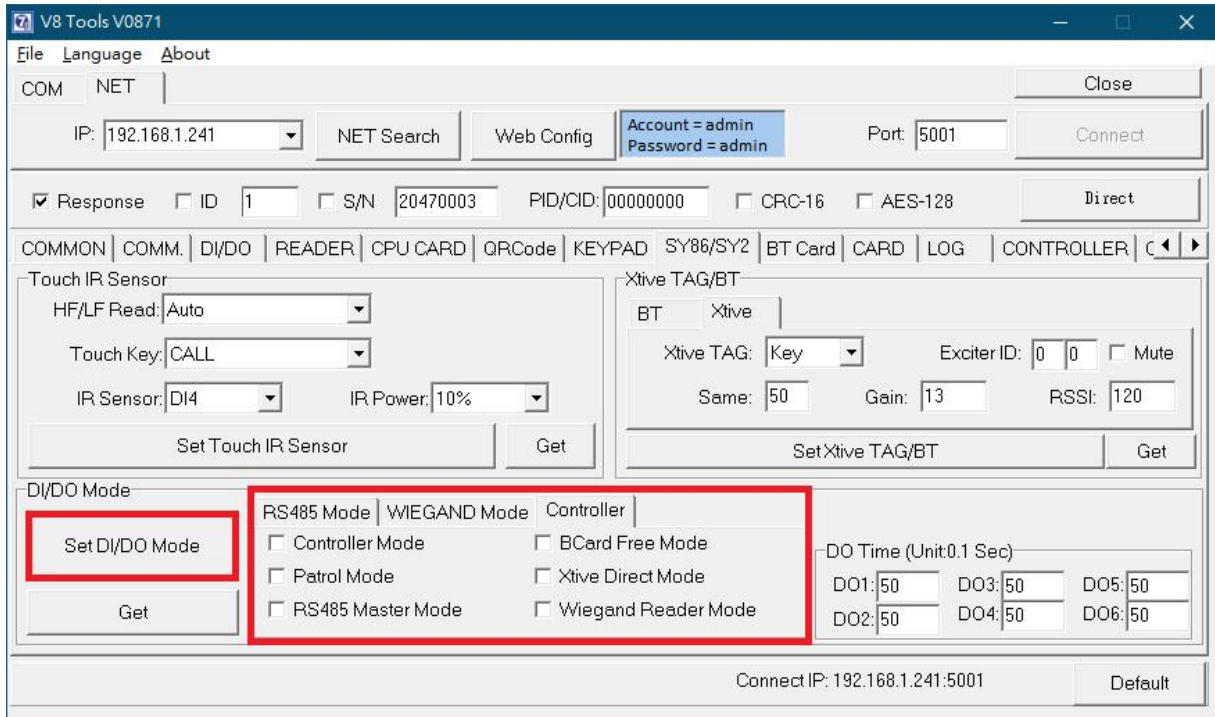 V8 Tools V0871
File Language About
COM NET Close
IP: 192.168.1.241 NET Search Web Config Account = admin Password = admin Port: 5001 Connect
Response ID 1 S/N 20470003 PID/CID: 00000000 CRC-16 AES-128 Direct
COMMON COMM. DI/DO READER CPU CARD QRCode KEYPAD SY86/SY2 BT Card CARD LOG CONTROLLER
Touch IR Sensor
HF/LF Read: Auto
Touch Key: CALL
IR Sensor: DI4 IR Power: 10%
Set Touch IR Sensor Get
Xtive TAG/BT
BT Xtive
Xtive TAG: Key Exciter ID: 0 0 Mute
Same: 50 Gain: 13 RSSI: 120
Set Xtive TAG/BT Get
DI/DO Mode
Set DI/DO Mode
Get
RS485 Mode WIEGAND Mode Controller
Controller Mode BCard Free Mode
Patrol Mode Xtive Direct Mode
RS485 Master Mode Wiegand Reader Mode
DO Time (Unit:0.1 Sec)
DO1: 50 DO3: 50 DO5: 50
DO2: 50 DO4: 50 DO6: 50
Connect IP: 192.168.1.241:5001 Default